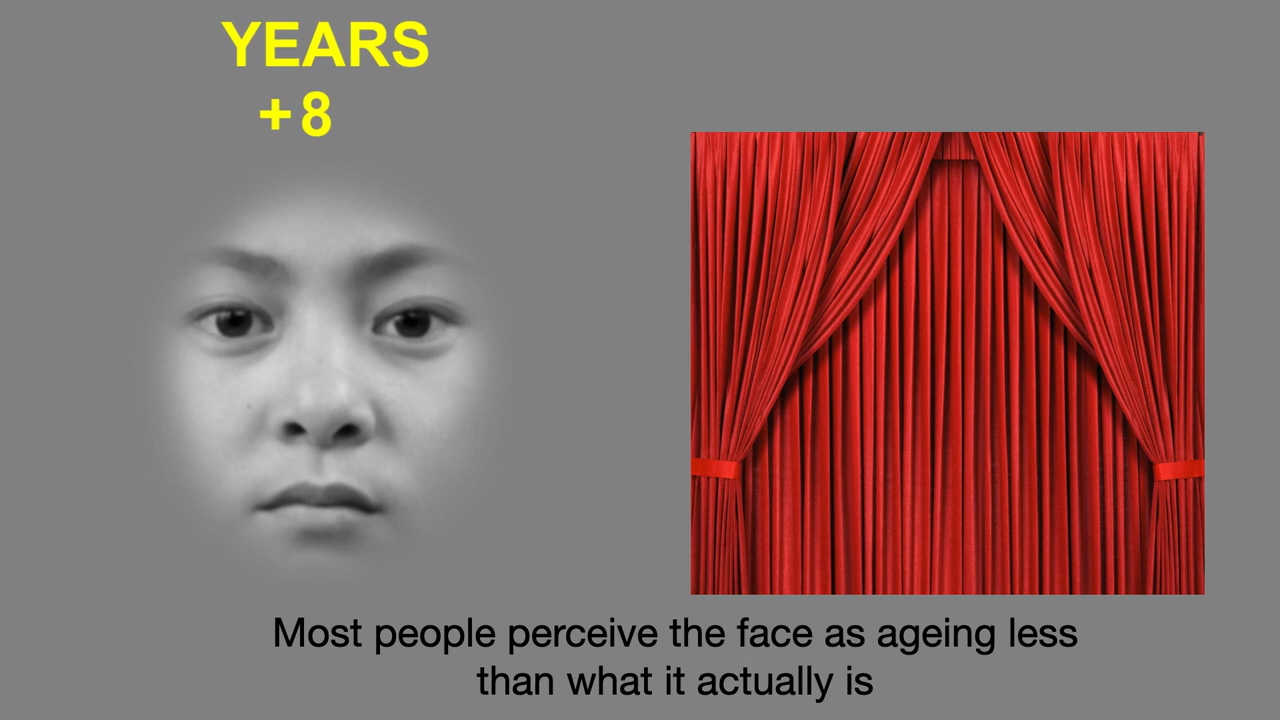 YEARS
+8
Most people perceive the face as ageing less
than what it actually is